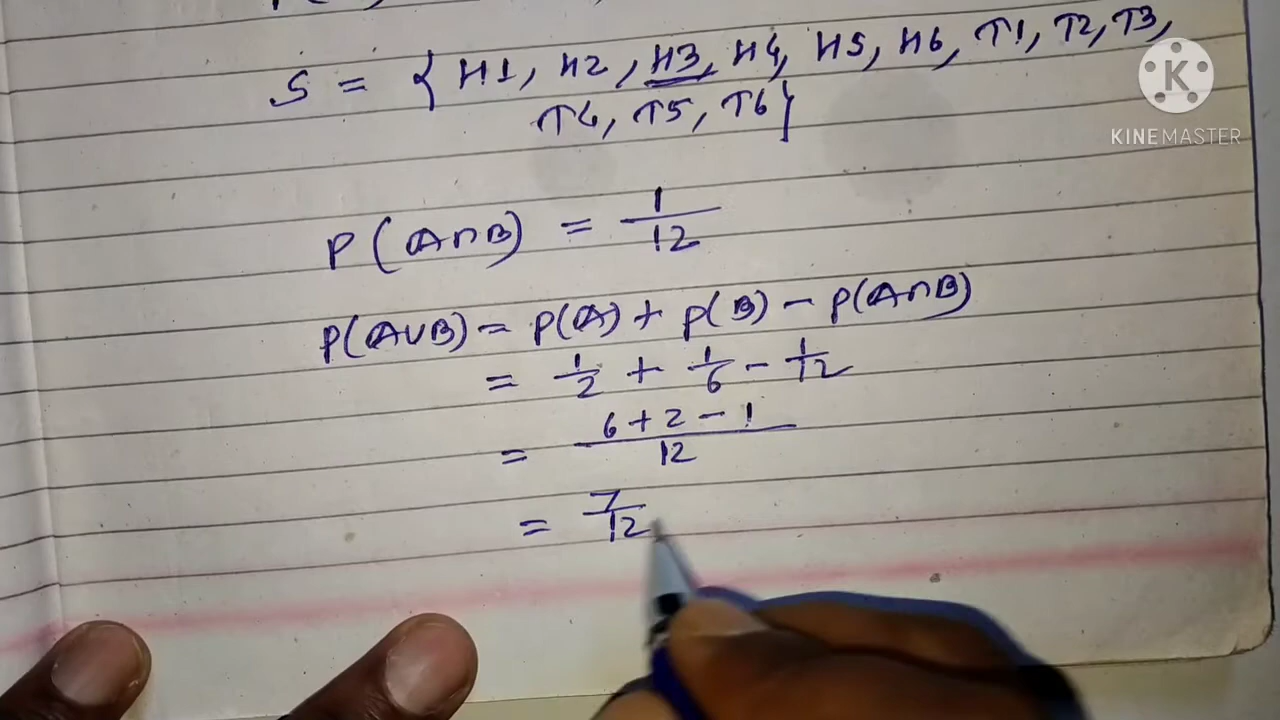 S = { H1, H2, H3, H4, H5, H6, T1, T2, T3,
T4, T5, T6}
K
KINEMASTER
P(A∩B) = 1/12
P(A∪B) = P(A) + P(B) - P(A∩B)
= 1/2 + 1/6 - 1/12
= 6+2-1/12
= 7/12